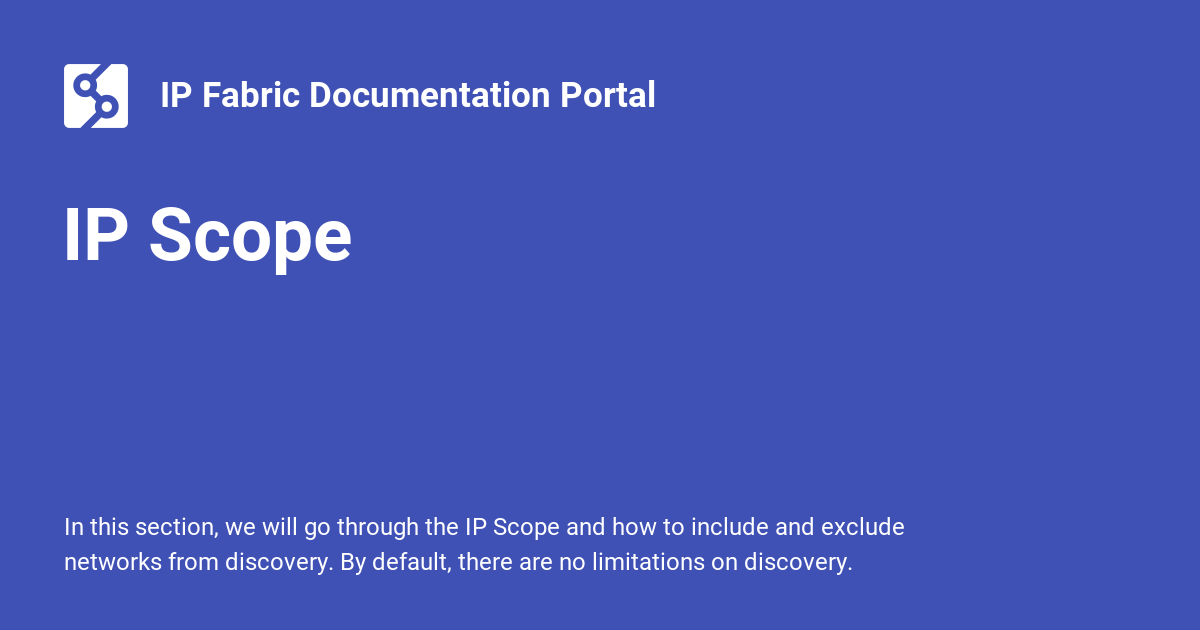 IP Fabric Documentation Portal
IP Scope
In this section, we will go through the IP Scope and how to include and exclude
networks from discovery. By default, there are no limitations on discovery.